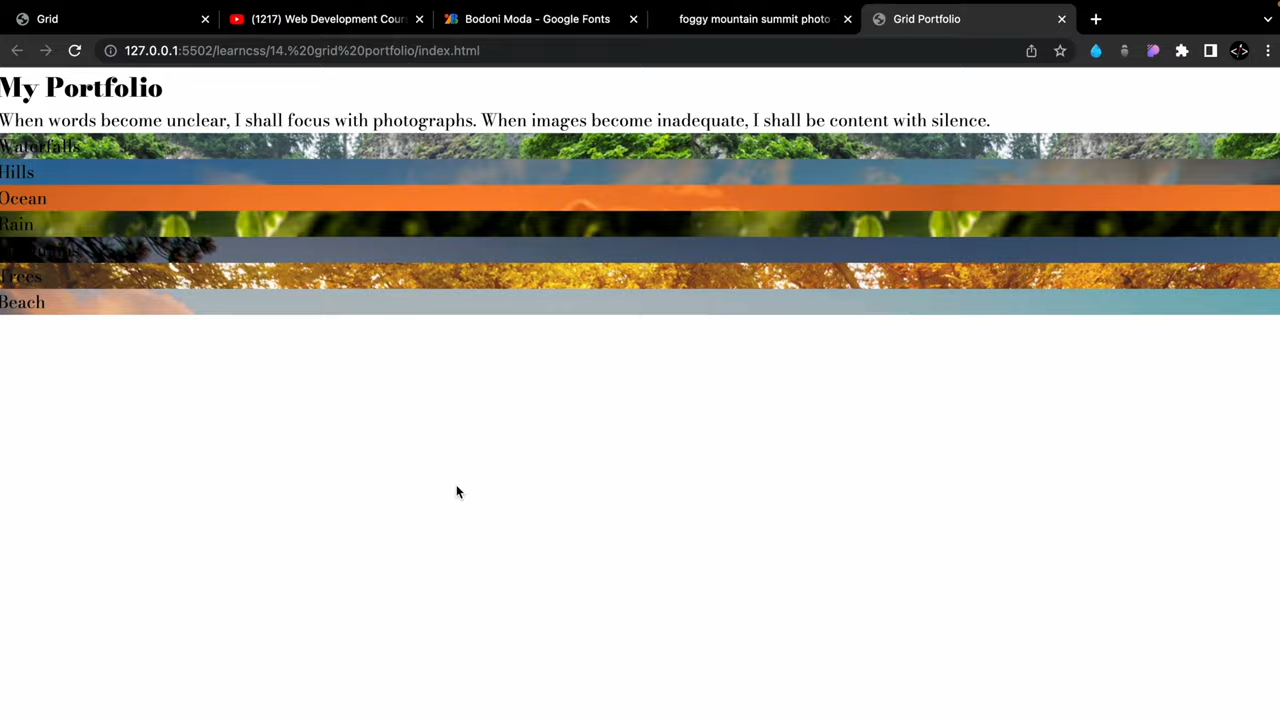 Grid
(1217) Web Development Cour
Bodoni Moda - Google Fonts
foggy mountain summit photo
Grid Portfolio
127.0.0.1:5502/learncss/14.%20grid%20portfolio/index.html
My Portfolio
When words become unclear, I shall focus with photographs. When images become inadequate, I shall be content with silence.
Waterfalls
Hills
Ocean
Rain
Trees
Beach